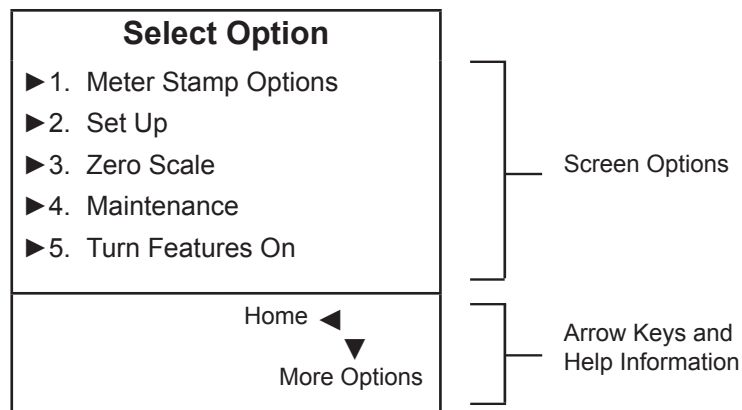 Select Option
►1. Meter Stamp Options
►2. Set Up
►3. Zero Scale
►4. Maintenance
►5. Turn Features On
Home ◄
▼
More Options
Screen Options
Arrow Keys and
Help Information